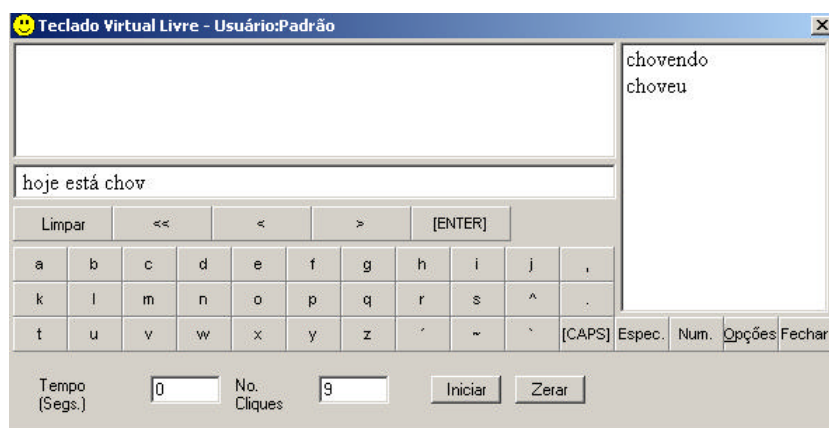 Teclado Virtual Livre - Usuário:Padrão
chovendo
choveu
hoje está chov
Limpar << < > [ENTER]
a b c d e f g h i j ,
k l m n o p q r s ^ .
t u v w x y z ´ ~ ` [CAPS] Espec. Num. Opções Fechar
Tempo (Segs.) 0 No. Cliques 9 Iniciar Zerar